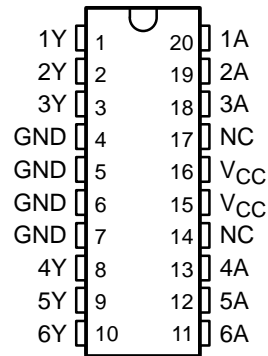 1Y 1 20 1A
2Y 2 19 2A
3Y 3 18 3A
GND 4 17 NC
GND 5 16 VCC
GND 6 15 VCC
GND 7 14 NC
4Y 8 13 4A
5Y 9 12 5A
6Y 10 11 6A